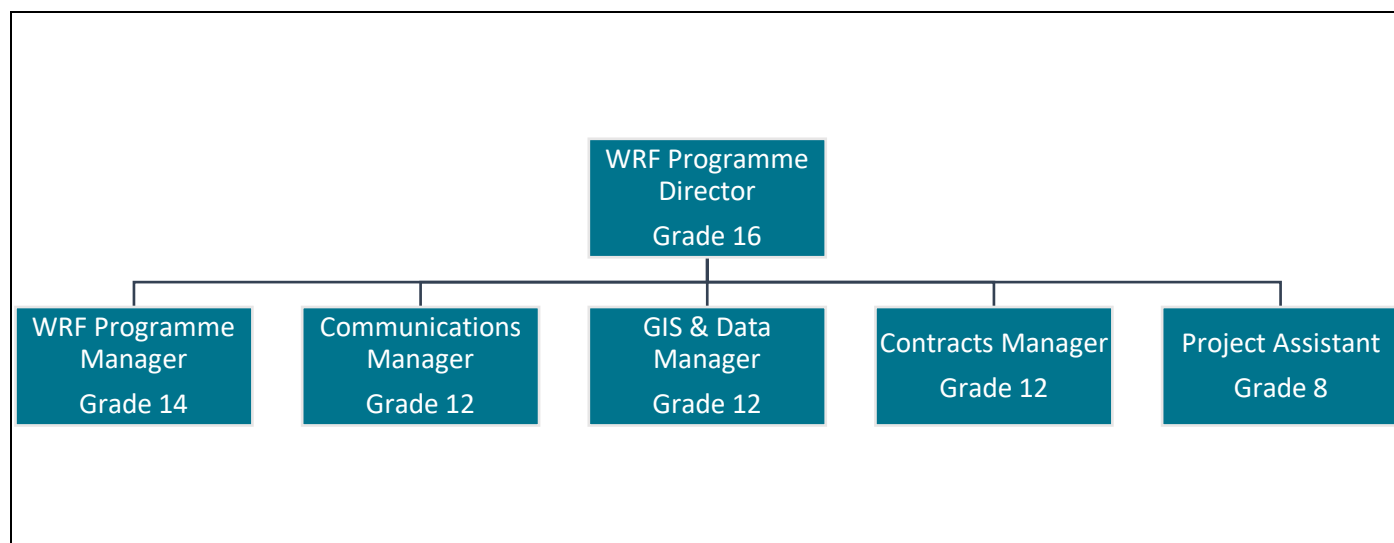 WRF Programme
Director
Grade 16
WRF Programme
Manager
Grade 14
Communications
Manager
Grade 12
GIS & Data
Manager
Grade 12
Contracts Manager
Grade 12
Project Assistant
Grade 8